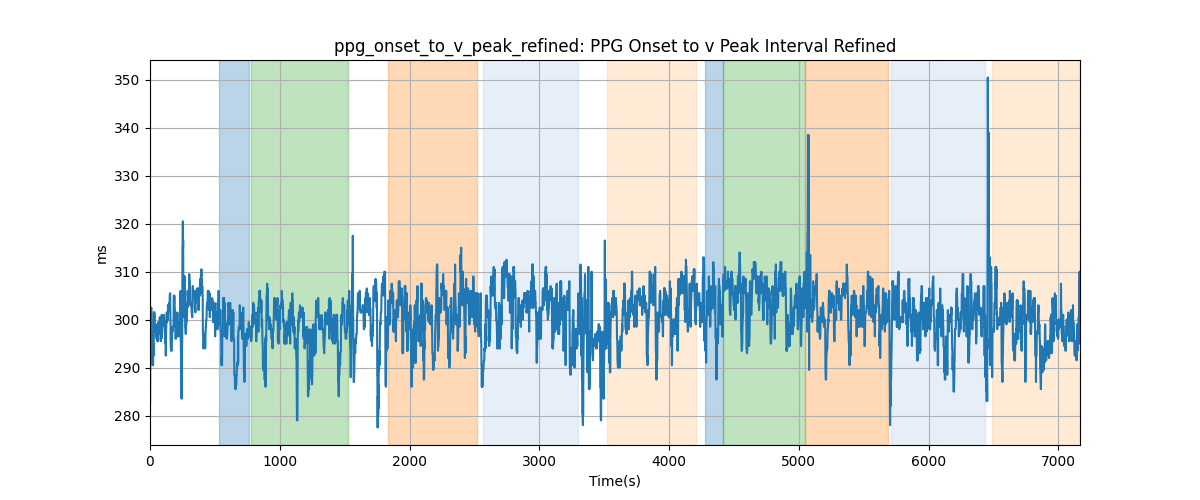 ppg_onset_to_v_peak_refined: PPG Onset to v Peak Interval Refined
350
340
330
320
310
300
290
280
ms
0 1000 2000 3000 4000 5000 6000 7000
Time(s)